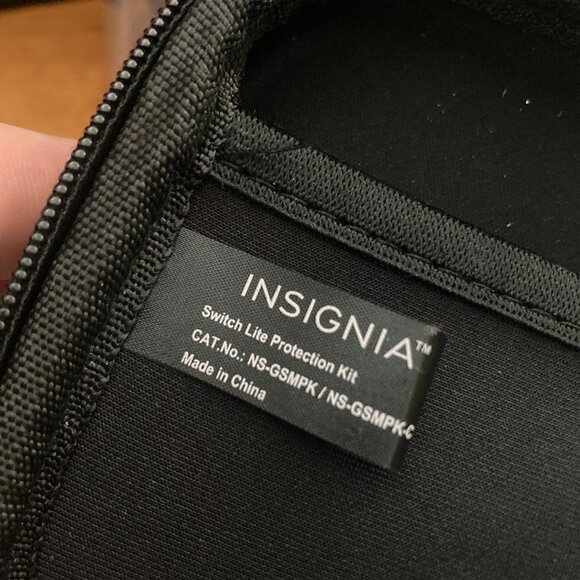 INSIGNIA™
Switch Lite Protection Kit
CAT.No.: NS-GSMPK / NS-GSMPK-C
Made in China